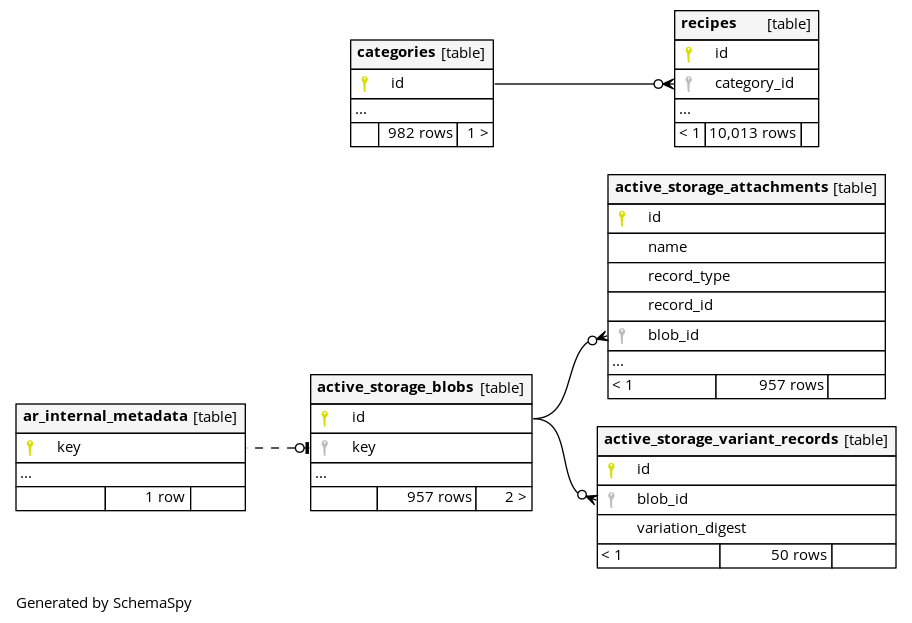 recipes [table]
id
category_id
...
< 1 10,013 rows
categories [table]
id
...
982 rows 1 >
active_storage_attachments [table]
id
name
record_type
record_id
blob_id
...
< 1 957 rows
active_storage_blobs [table]
id
key
...
957 rows 2 >
ar_internal_metadata [table]
key
...
1 row
active_storage_variant_records [table]
id
blob_id
variation_digest
< 1 50 rows
Generated by SchemaSpy